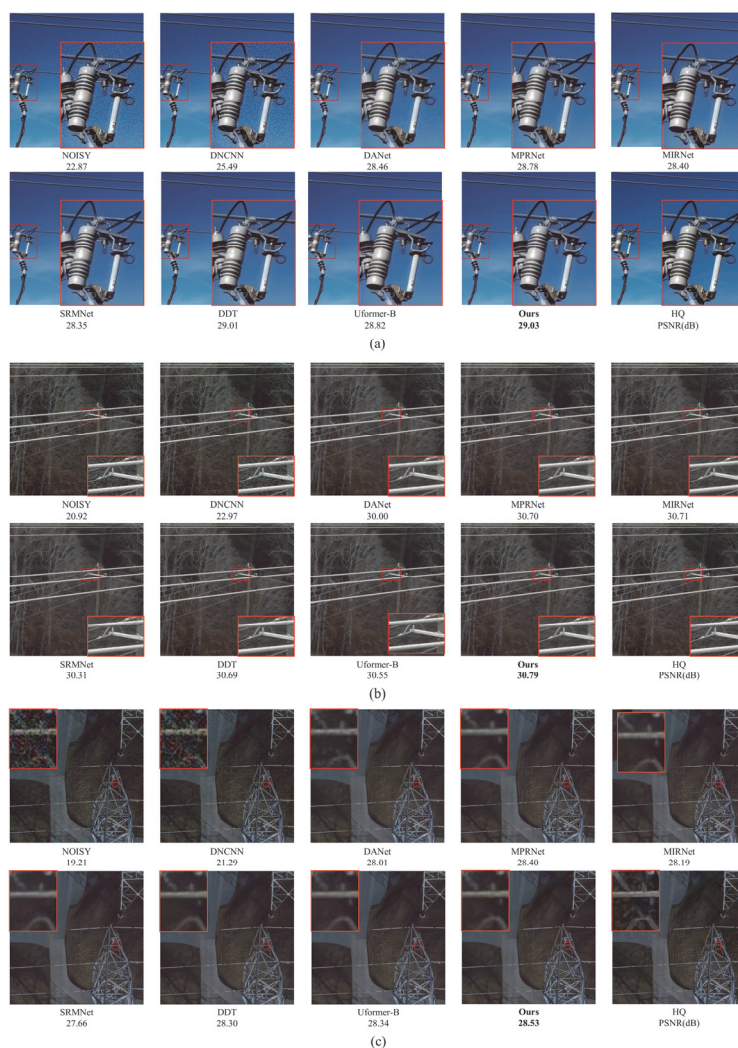 NOISY DNCNN DANet MPRNet MIRNet
22.87 25.49 28.46 28.78 28.40
SRMNet DDT Uformer-B Ours HQ
28.35 29.01 28.82 29.03 PSNR(dB)
(a)
NOISY DNCNN DANet MPRNet MIRNet
20.92 22.97 30.00 30.70 30.71
SRMNet DDT Uformer-B Ours HQ
30.31 30.69 30.55 30.79 PSNR(dB)
(b)
NOISY DNCNN DANet MPRNet MIRNet
19.21 21.29 28.01 28.40 28.19
SRMNet DDT Uformer-B Ours HQ
27.66 28.30 28.34 28.53 PSNR(dB)
(c)